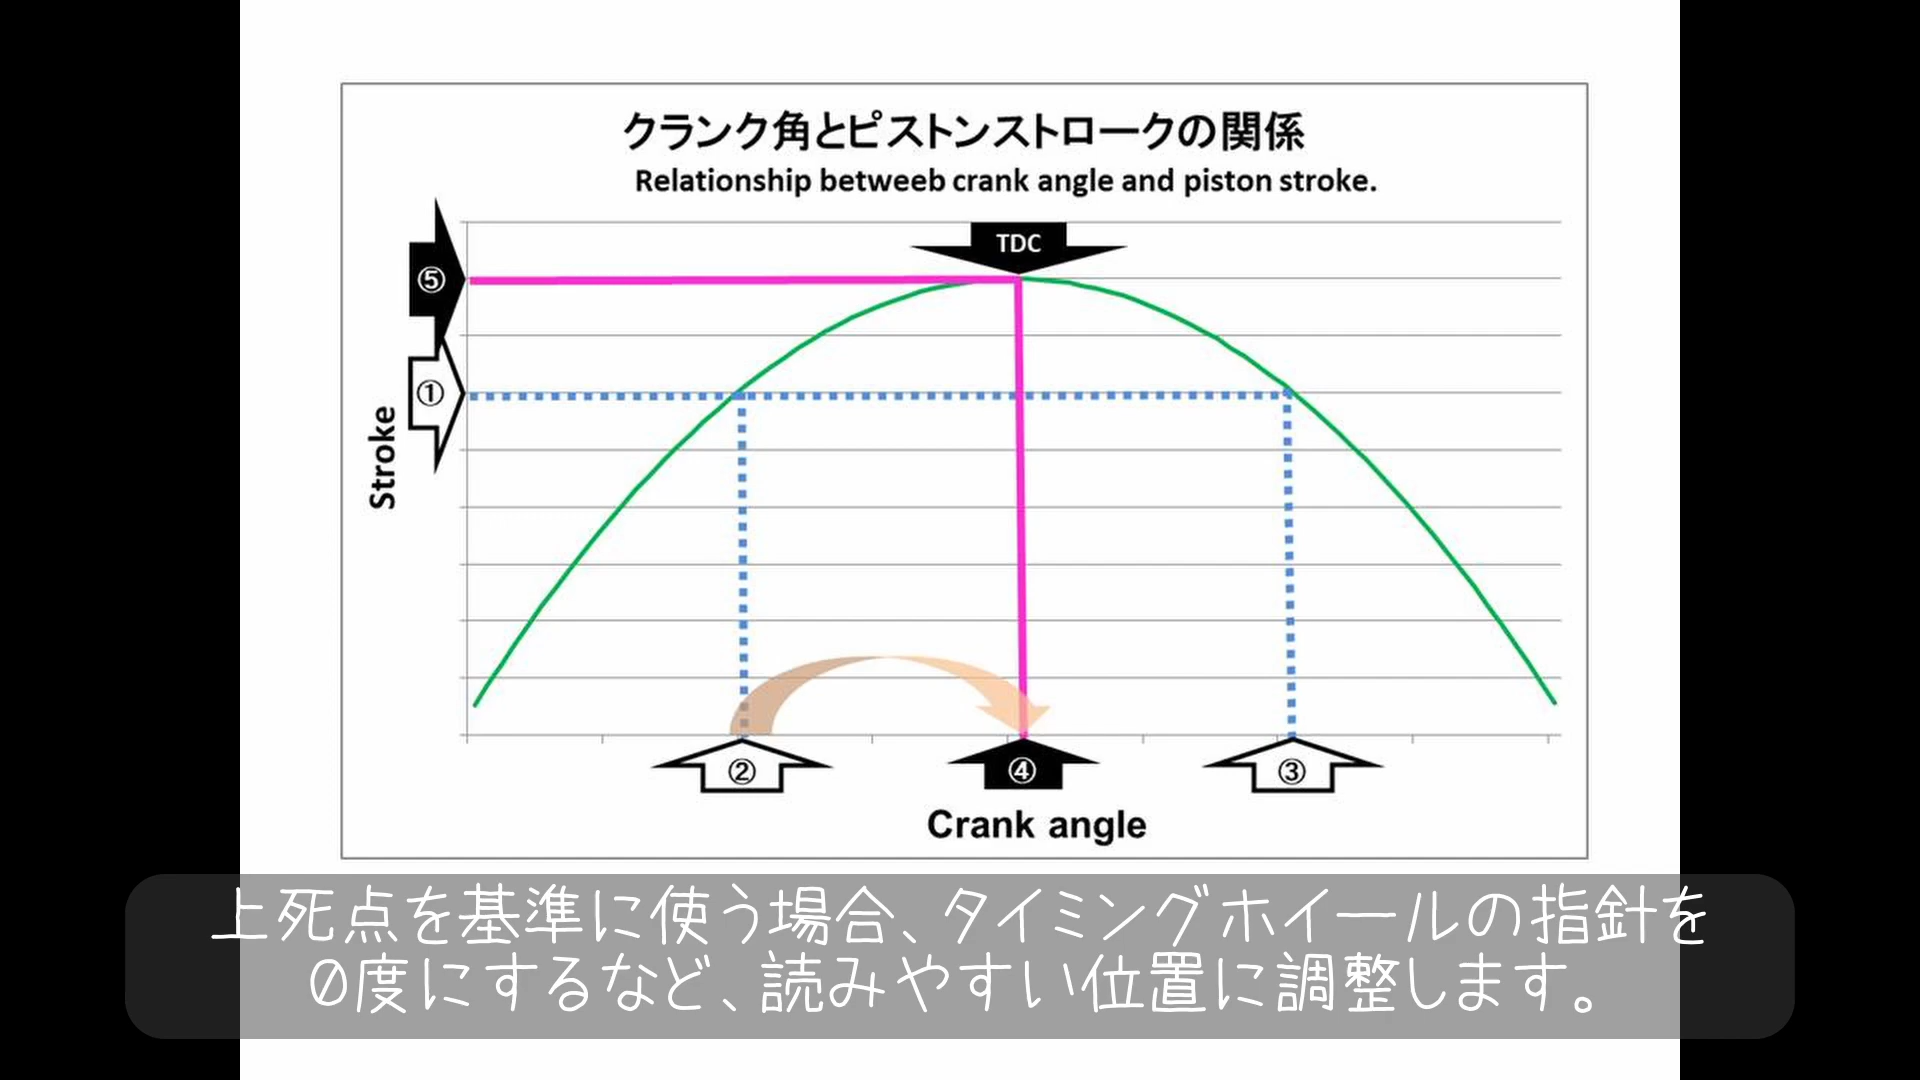 クランク角とピストンストロークの関係
Relationship betweeb crank angle and piston stroke.
TDC
⑤
①
Stroke
②
④
③
Crank angle
上死点を基準に使う場合、タイミングホイールの指針を
0度にするなど、読みやすい位置に調整します。